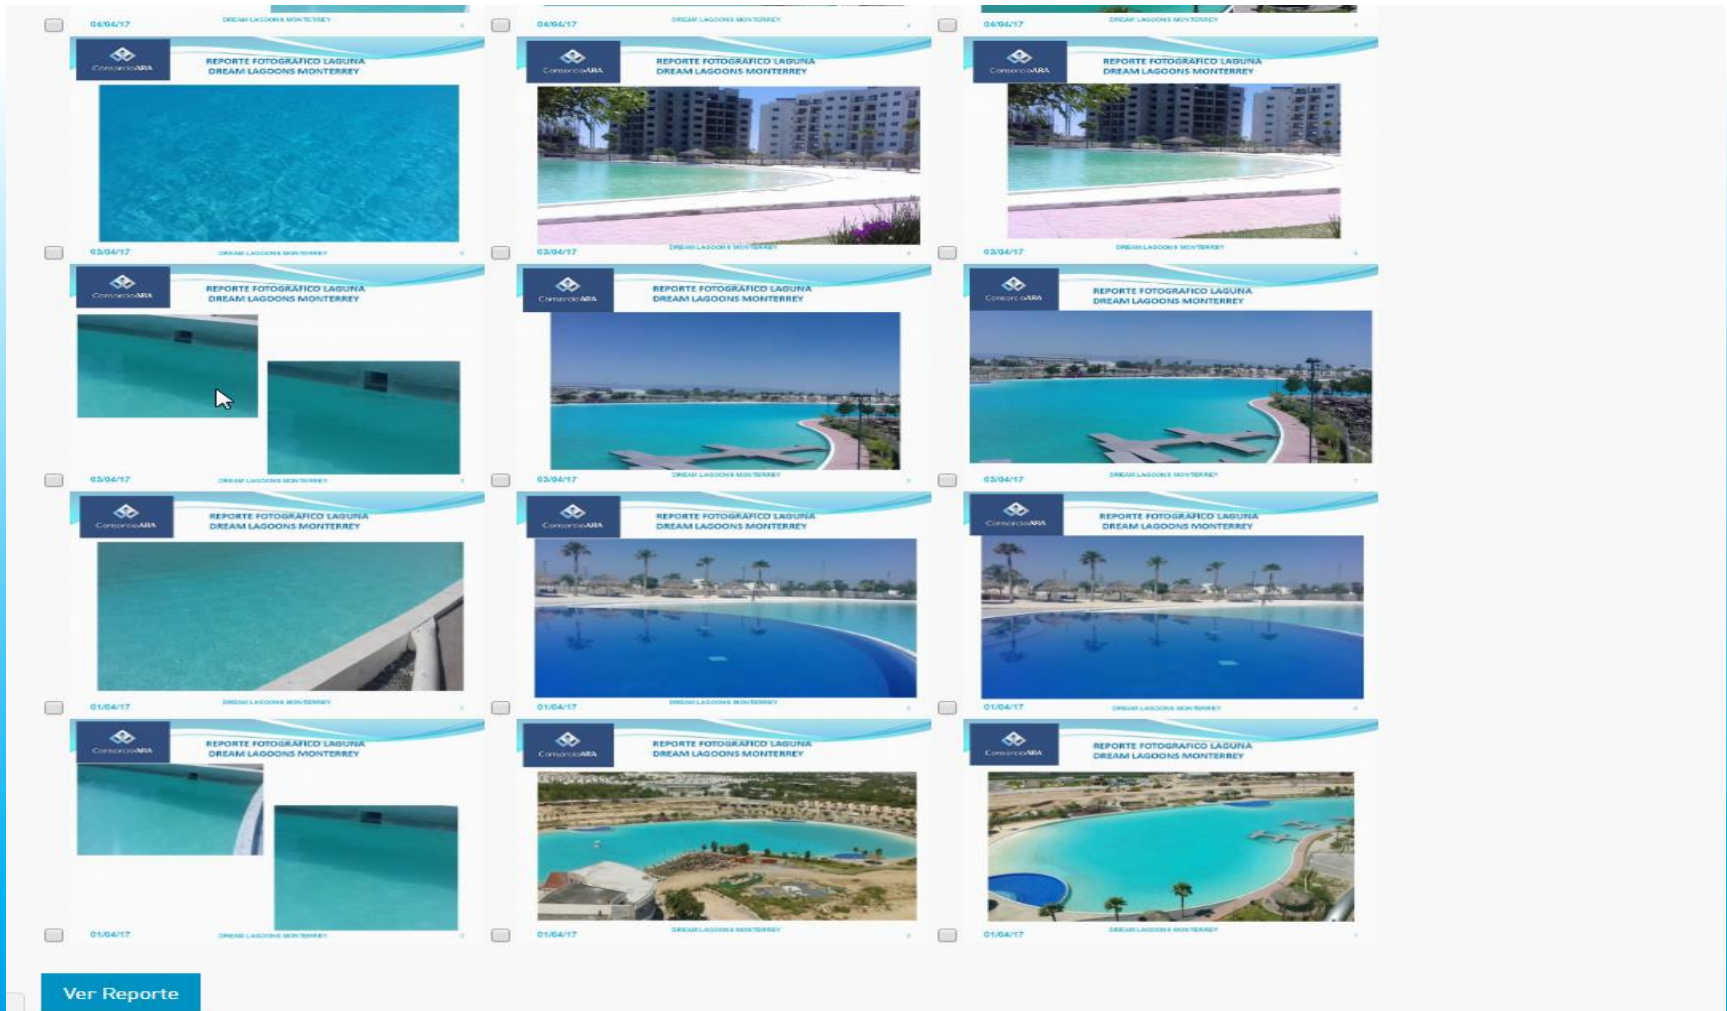 04/04/17 DREAM LAGOONS MONTERREY
04/04/17 DREAM LAGOONS MONTERREY
04/04/17 DREAM LAGOONS MONTERREY
ConsorcioARA
REPORTE FOTOGRÁFICO LAGUNA
DREAM LAGOONS MONTERREY
03/04/17 DREAM LAGOONS MONTERREY
ConsorcioARA
REPORTE FOTOGRÁFICO LAGUNA
DREAM LAGOONS MONTERREY
03/04/17 DREAM LAGOONS MONTERREY
ConsorcioARA
REPORTE FOTOGRÁFICO LAGUNA
DREAM LAGOONS MONTERREY
03/04/17 DREAM LAGOONS MONTERREY
ConsorcioARA
REPORTE FOTOGRÁFICO LAGUNA
DREAM LAGOONS MONTERREY
03/04/17 DREAM LAGOONS MONTERREY
ConsorcioARA
REPORTE FOTOGRÁFICO LAGUNA
DREAM LAGOONS MONTERREY
03/04/17 DREAM LAGOONS MONTERREY
ConsorcioARA
REPORTE FOTOGRÁFICO LAGUNA
DREAM LAGOONS MONTERREY
03/04/17 DREAM LAGOONS MONTERREY
ConsorcioARA
REPORTE FOTOGRÁFICO LAGUNA
DREAM LAGOONS MONTERREY
01/04/17 DREAM LAGOONS MONTERREY
ConsorcioARA
REPORTE FOTOGRÁFICO LAGUNA
DREAM LAGOONS MONTERREY
01/04/17 DREAM LAGOONS MONTERREY
ConsorcioARA
REPORTE FOTOGRÁFICO LAGUNA
DREAM LAGOONS MONTERREY
01/04/17 DREAM LAGOONS MONTERREY
ConsorcioARA
REPORTE FOTOGRÁFICO LAGUNA
DREAM LAGOONS MONTERREY
01/04/17 DREAM LAGOONS MONTERREY
ConsorcioARA
REPORTE FOTOGRÁFICO LAGUNA
DREAM LAGOONS MONTERREY
01/04/17 DREAM LAGOONS MONTERREY
ConsorcioARA
REPORTE FOTOGRÁFICO LAGUNA
DREAM LAGOONS MONTERREY
01/04/17 DREAM LAGOONS MONTERREY
Ver Reporte